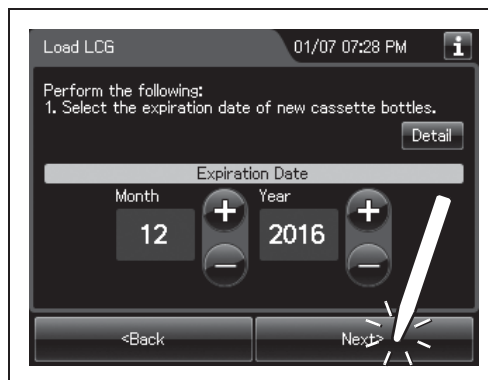 Load LCG 01/07 07:28 PM i
Perform the following:
1. Select the expiration date of new cassette bottles.
Detail
Expiration Date
Month Year
12 + 2016 +
− −
<Back Next>